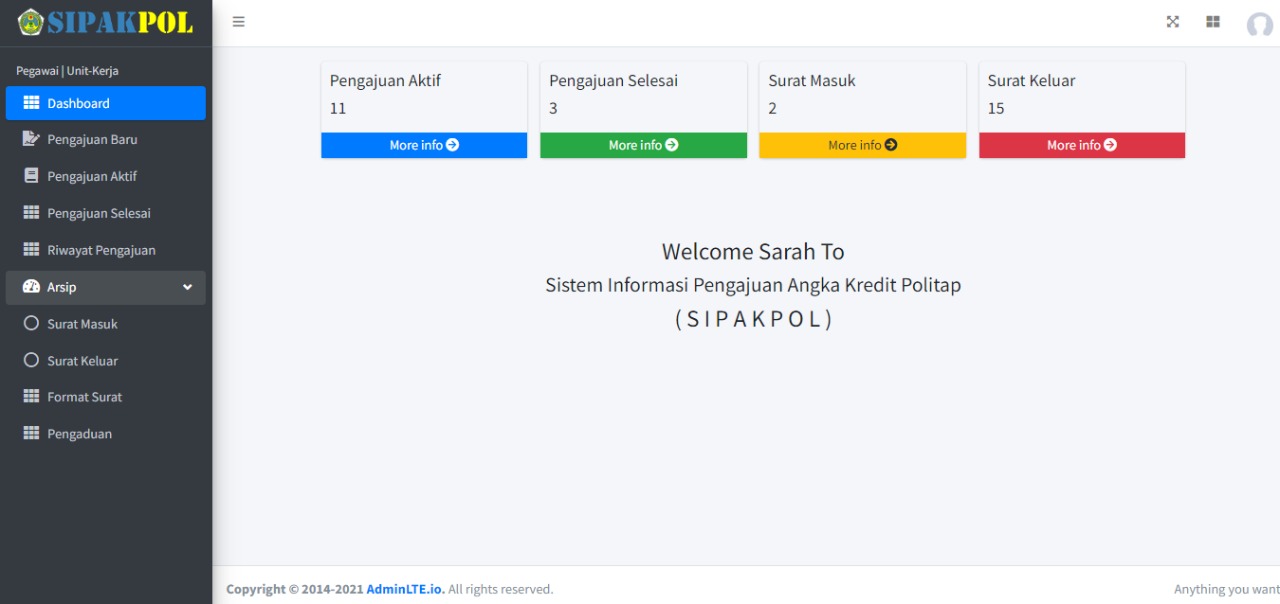 SIPAKPOL
Pegawai | Unit-Kerja
Dashboard
Pengajuan Baru
Pengajuan Aktif
Pengajuan Selesai
Riwayat Pengajuan
Arsip
Surat Masuk
Surat Keluar
Format Surat
Pengaduan
Pengajuan Aktif
11
More info
Pengajuan Selesai
3
More info
Surat Masuk
2
More info
Surat Keluar
15
More info
Welcome Sarah To
Sistem Informasi Pengajuan Angka Kredit Politap
( S I P A K P O L )
Copyright © 2014-2021 AdminLTE.io. All rights reserved.
Anything you want